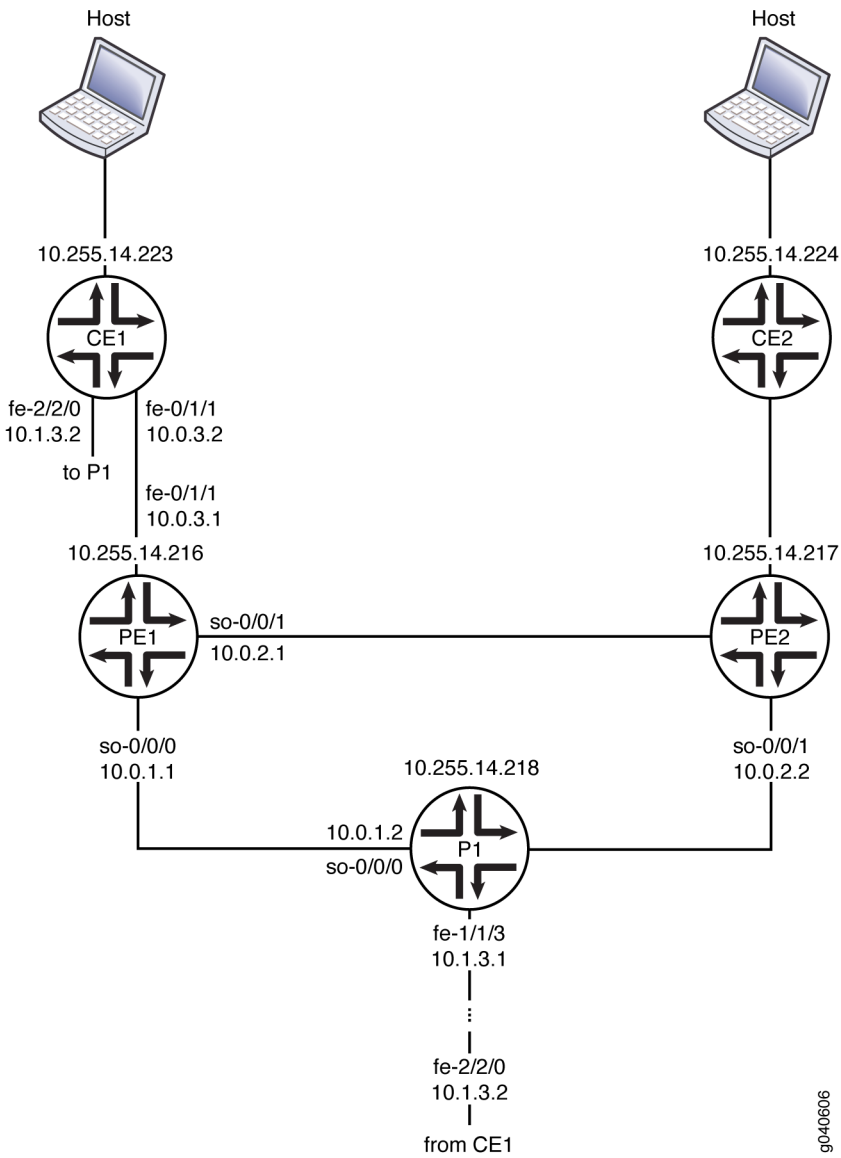 Host
Host
10.255.14.223
10.255.14.224
CE1
CE2
fe-2/2/0
10.1.3.2
fe-0/1/1
10.0.3.2
to P1
fe-0/1/1
10.0.3.1
10.255.14.216
10.255.14.217
PE1
so-0/0/1
10.0.2.1
PE2
so-0/0/0
10.0.1.1
so-0/0/1
10.0.2.2
10.255.14.218
10.0.1.2
so-0/0/0
P1
fe-1/1/3
10.1.3.1
...
fe-2/2/0
10.1.3.2
from CE1
g040606